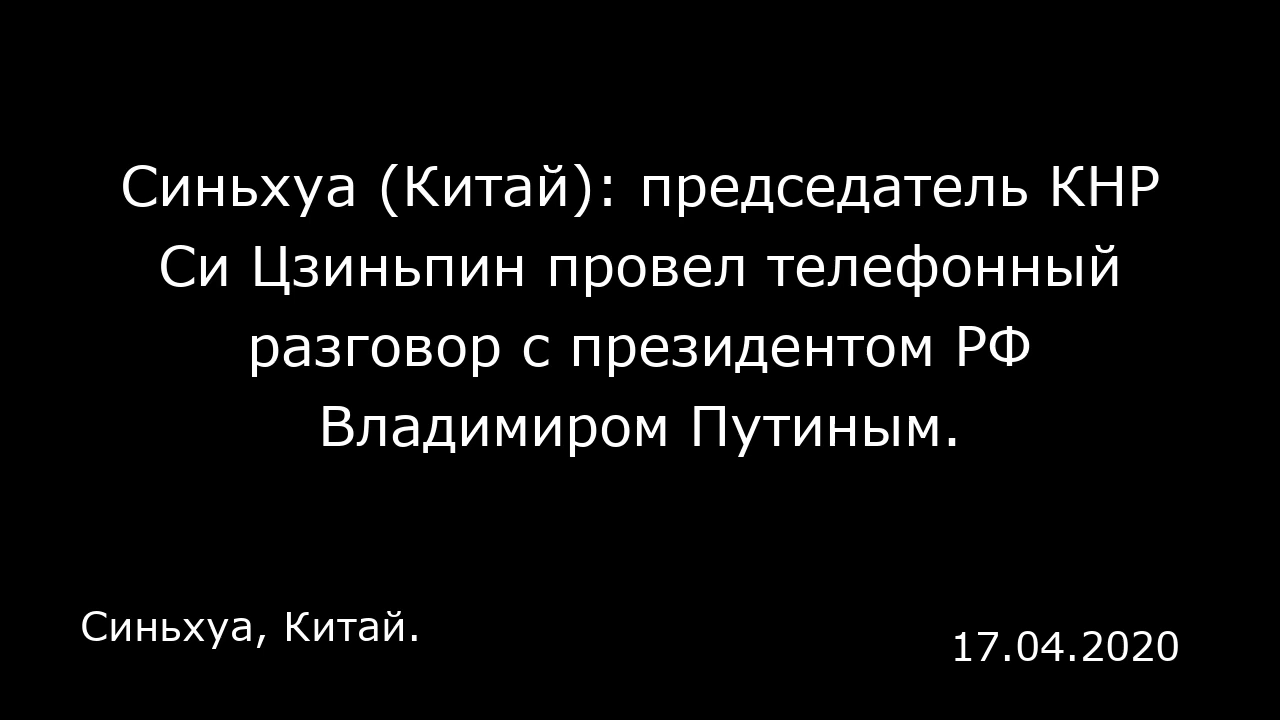 Синьхуа (Китай): председатель КНР
Си Цзиньпин провел телефонный
разговор с президентом РФ
Владимиром Путиным.
Синьхуа, Китай.
17.04.2020